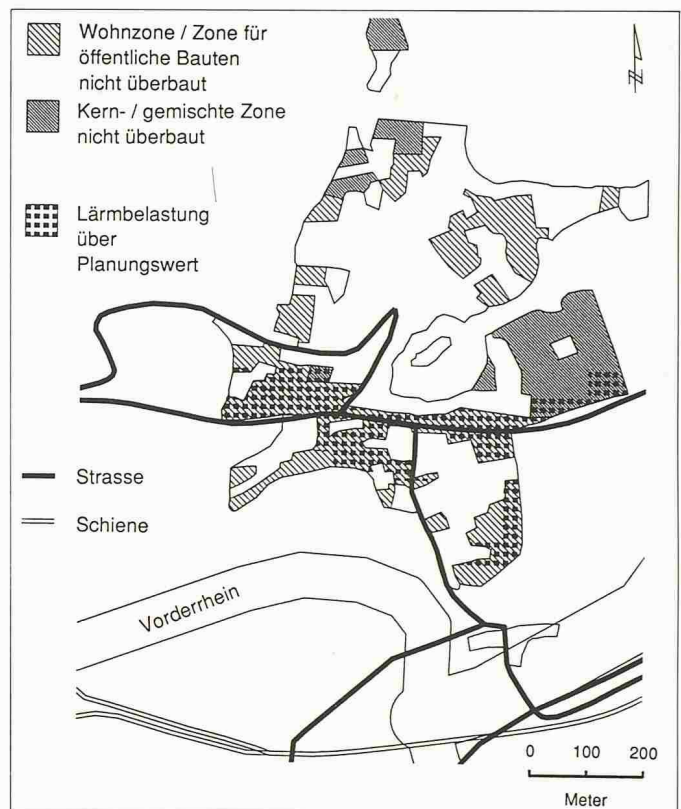 Wohnzone / Zone für
öffentliche Bauten
nicht überbaut
Kern- / gemischte Zone
nicht überbaut
Lärmbelastung
über
Planungswert
N
Strasse
Schiene
Vorderrhein
0 100 200
Meter